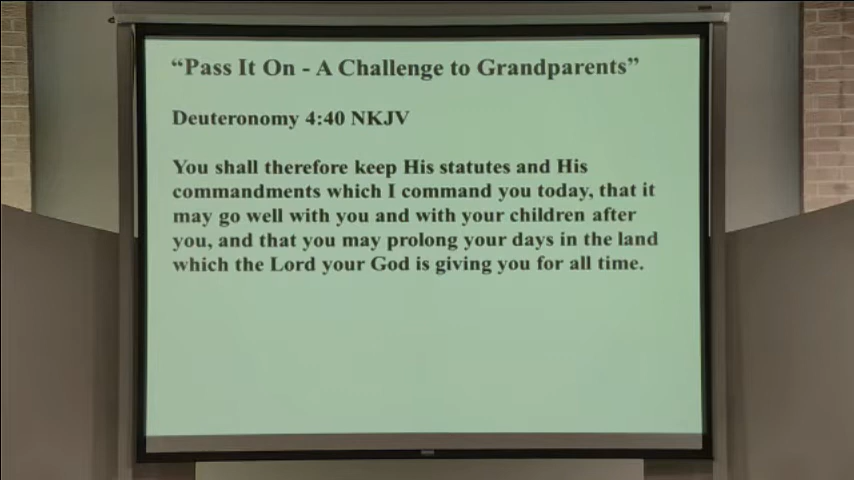 “Pass It On - A Challenge to Grandparents”
Deuteronomy 4:40 NKJV
You shall therefore keep His statutes and His
commandments which I command you today, that it
may go well with you and with your children after
you, and that you may prolong your days in the land
which the Lord your God is giving you for all time.